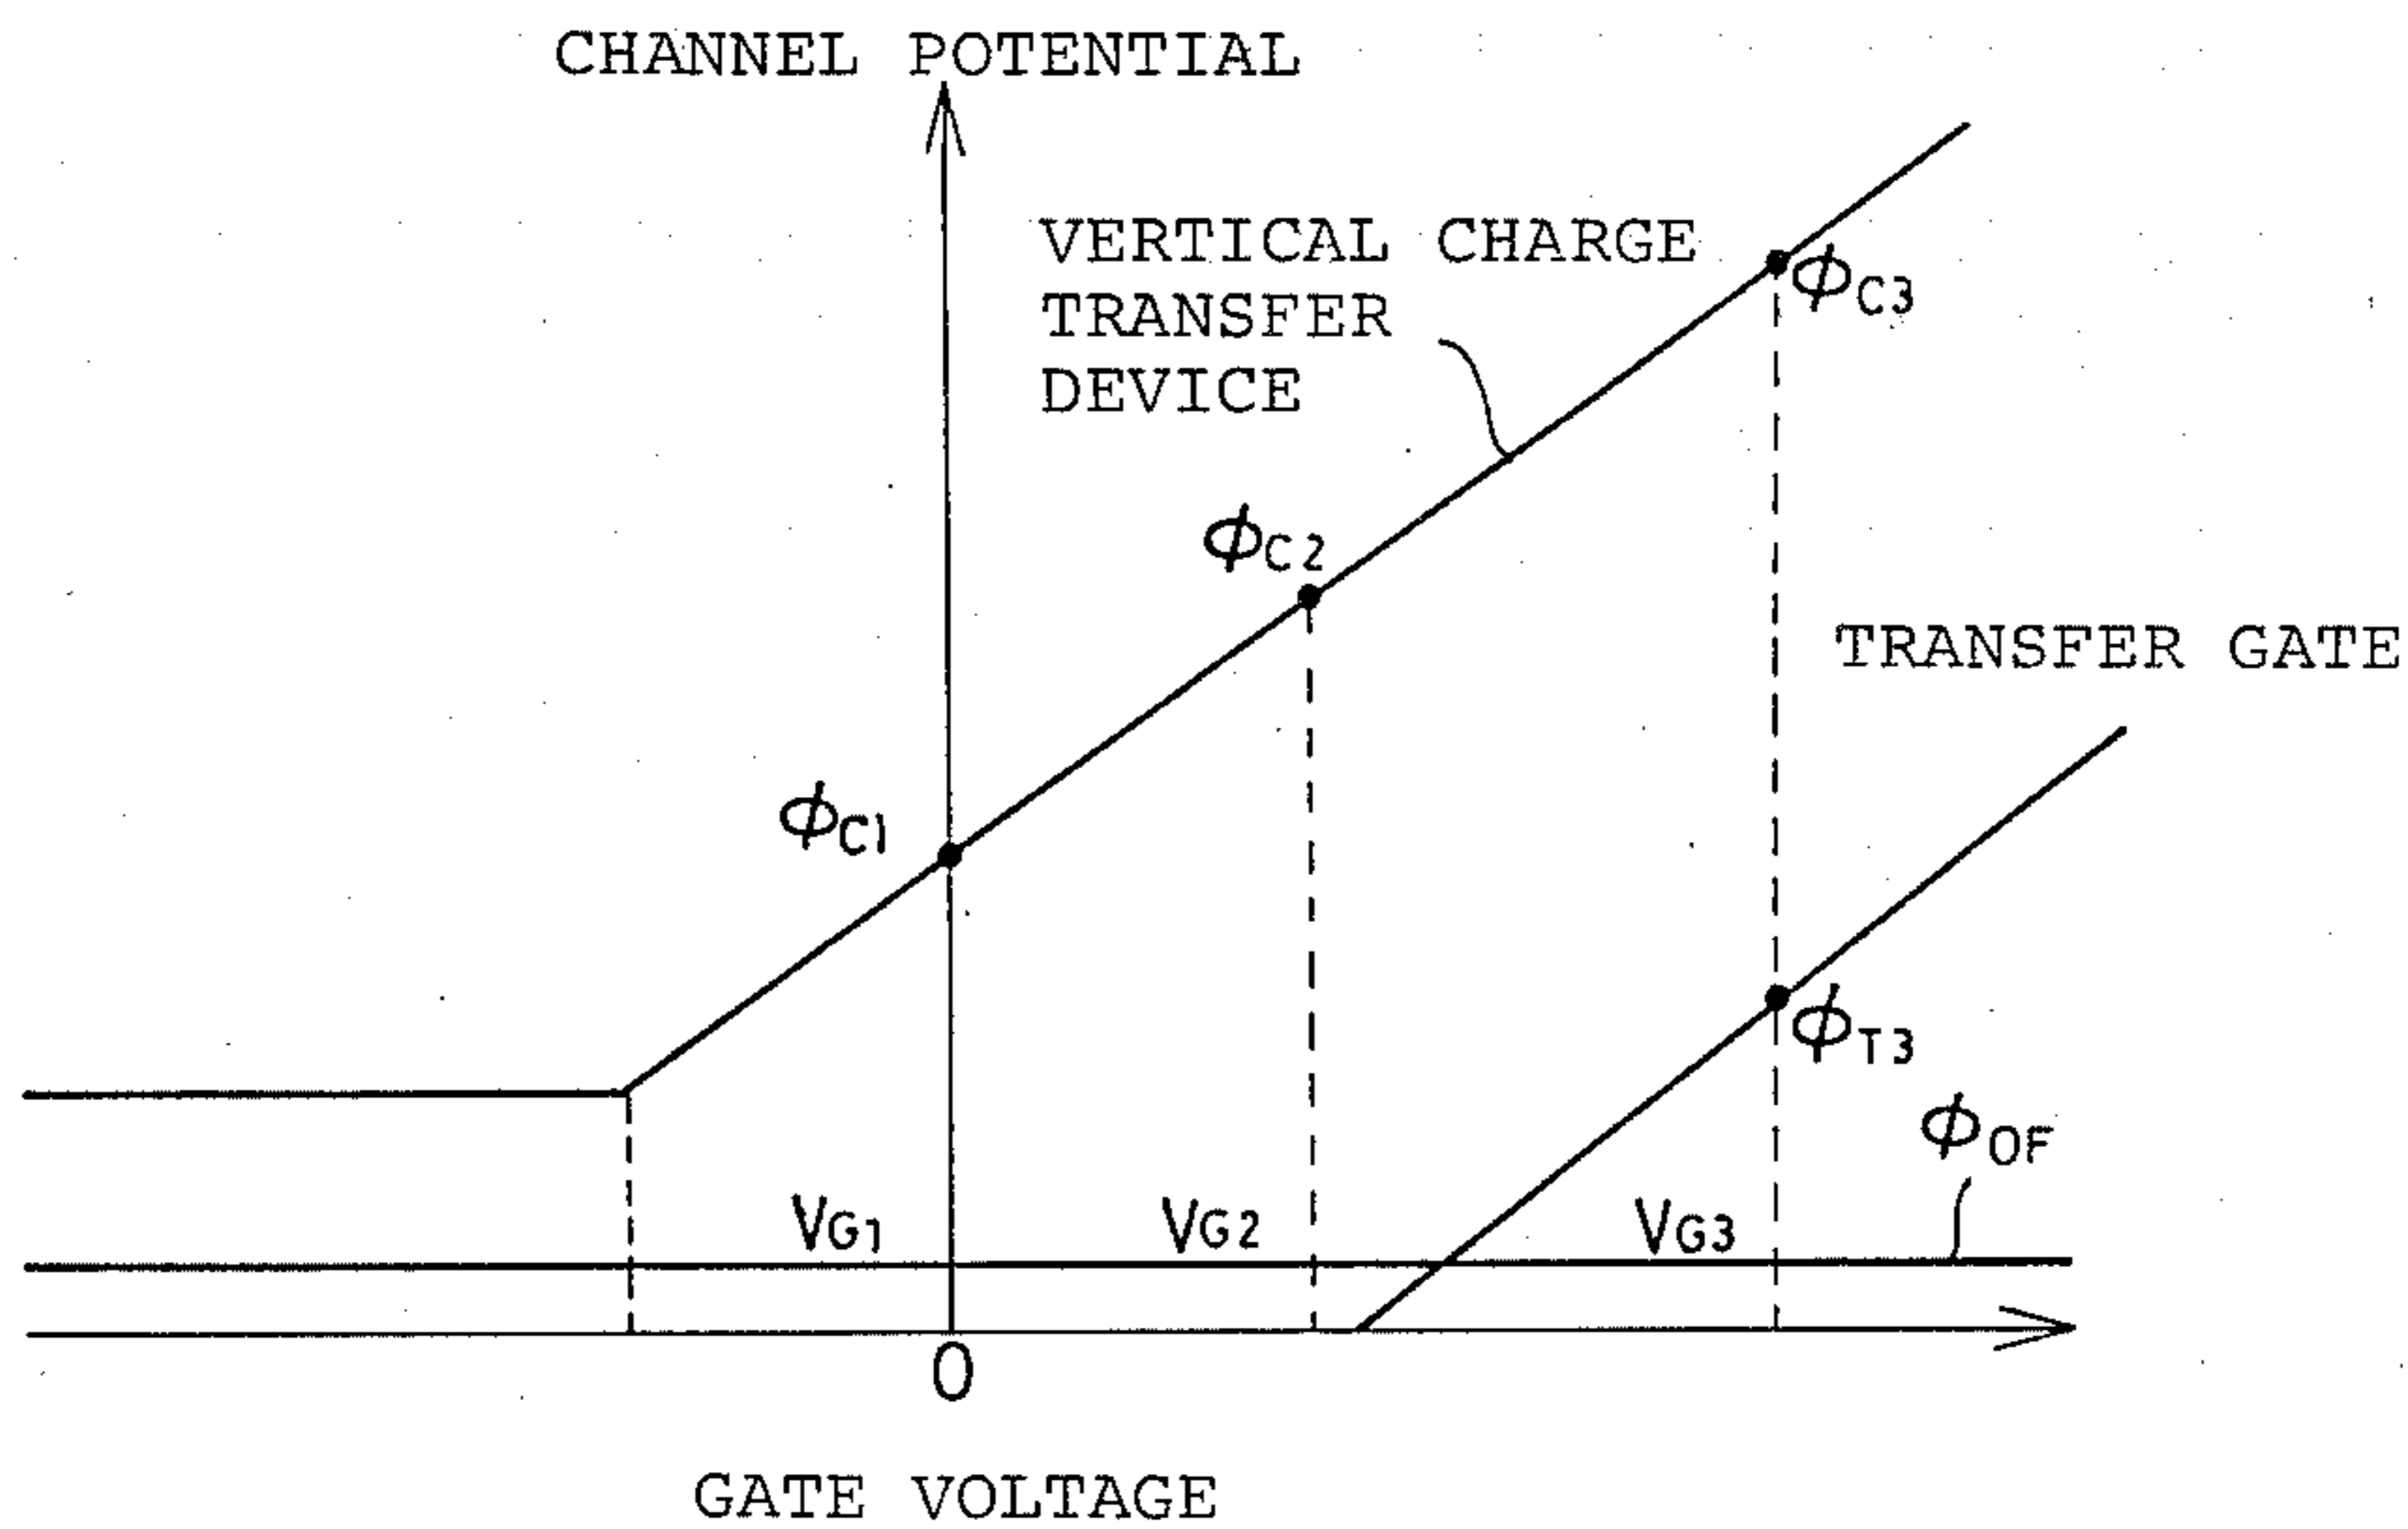 CHANNEL POTENTIAL
VERTICAL CHARGE
TRANSFER
DEVICE
ϕC3
ϕC2
TRANSFER GATE
ϕC1
ϕT3
ϕOF
VG1
VG2
VG3
0
GATE VOLTAGE